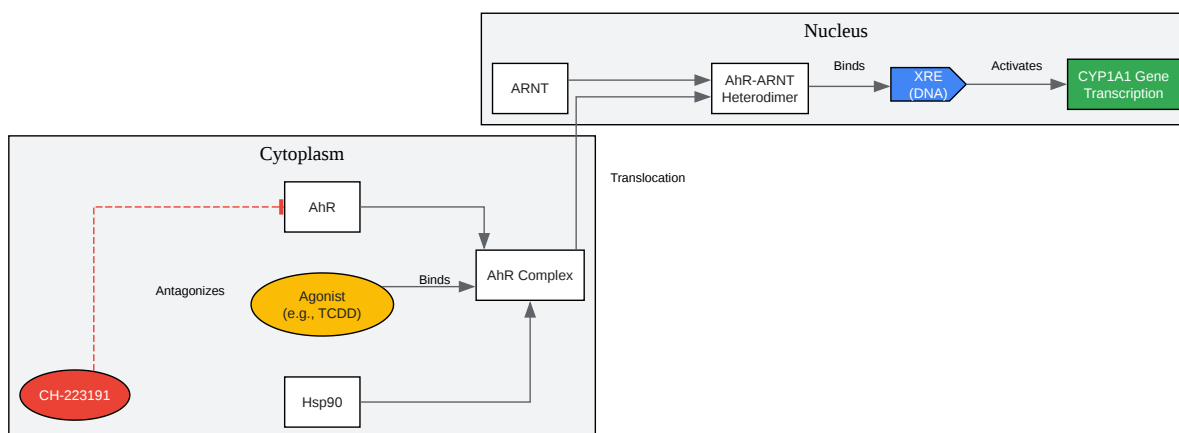 Nucleus
ARNT
AhR-ARNT
Heterodimer
Binds
XRE
(DNA)
Activates
CYP1A1 Gene
Transcription
Cytoplasm
Translocation
AhR
AhR Complex
Antagonizes
Agonist
(e.g., TCDD)
Binds
CH-223191
Hsp90